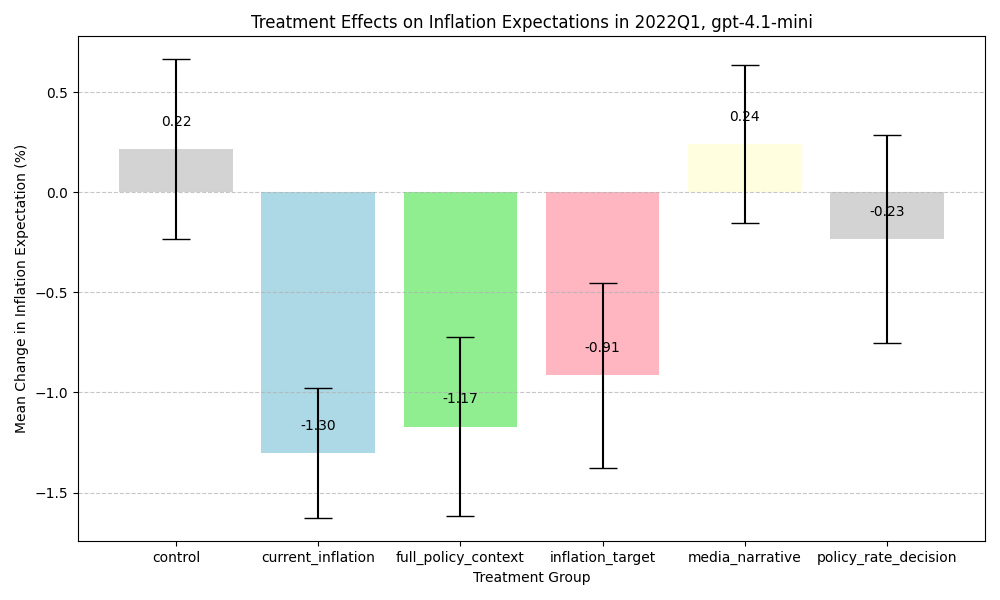 Treatment Effects on Inflation Expectations in 2022Q1, gpt-4.1-mini
Mean Change in Inflation Expectation (%)
0.5
0.0
−0.5
−1.0
−1.5
0.22
-1.30
-1.17
-0.91
0.24
-0.23
control
current_inflation
full_policy_context
inflation_target
media_narrative
policy_rate_decision
Treatment Group